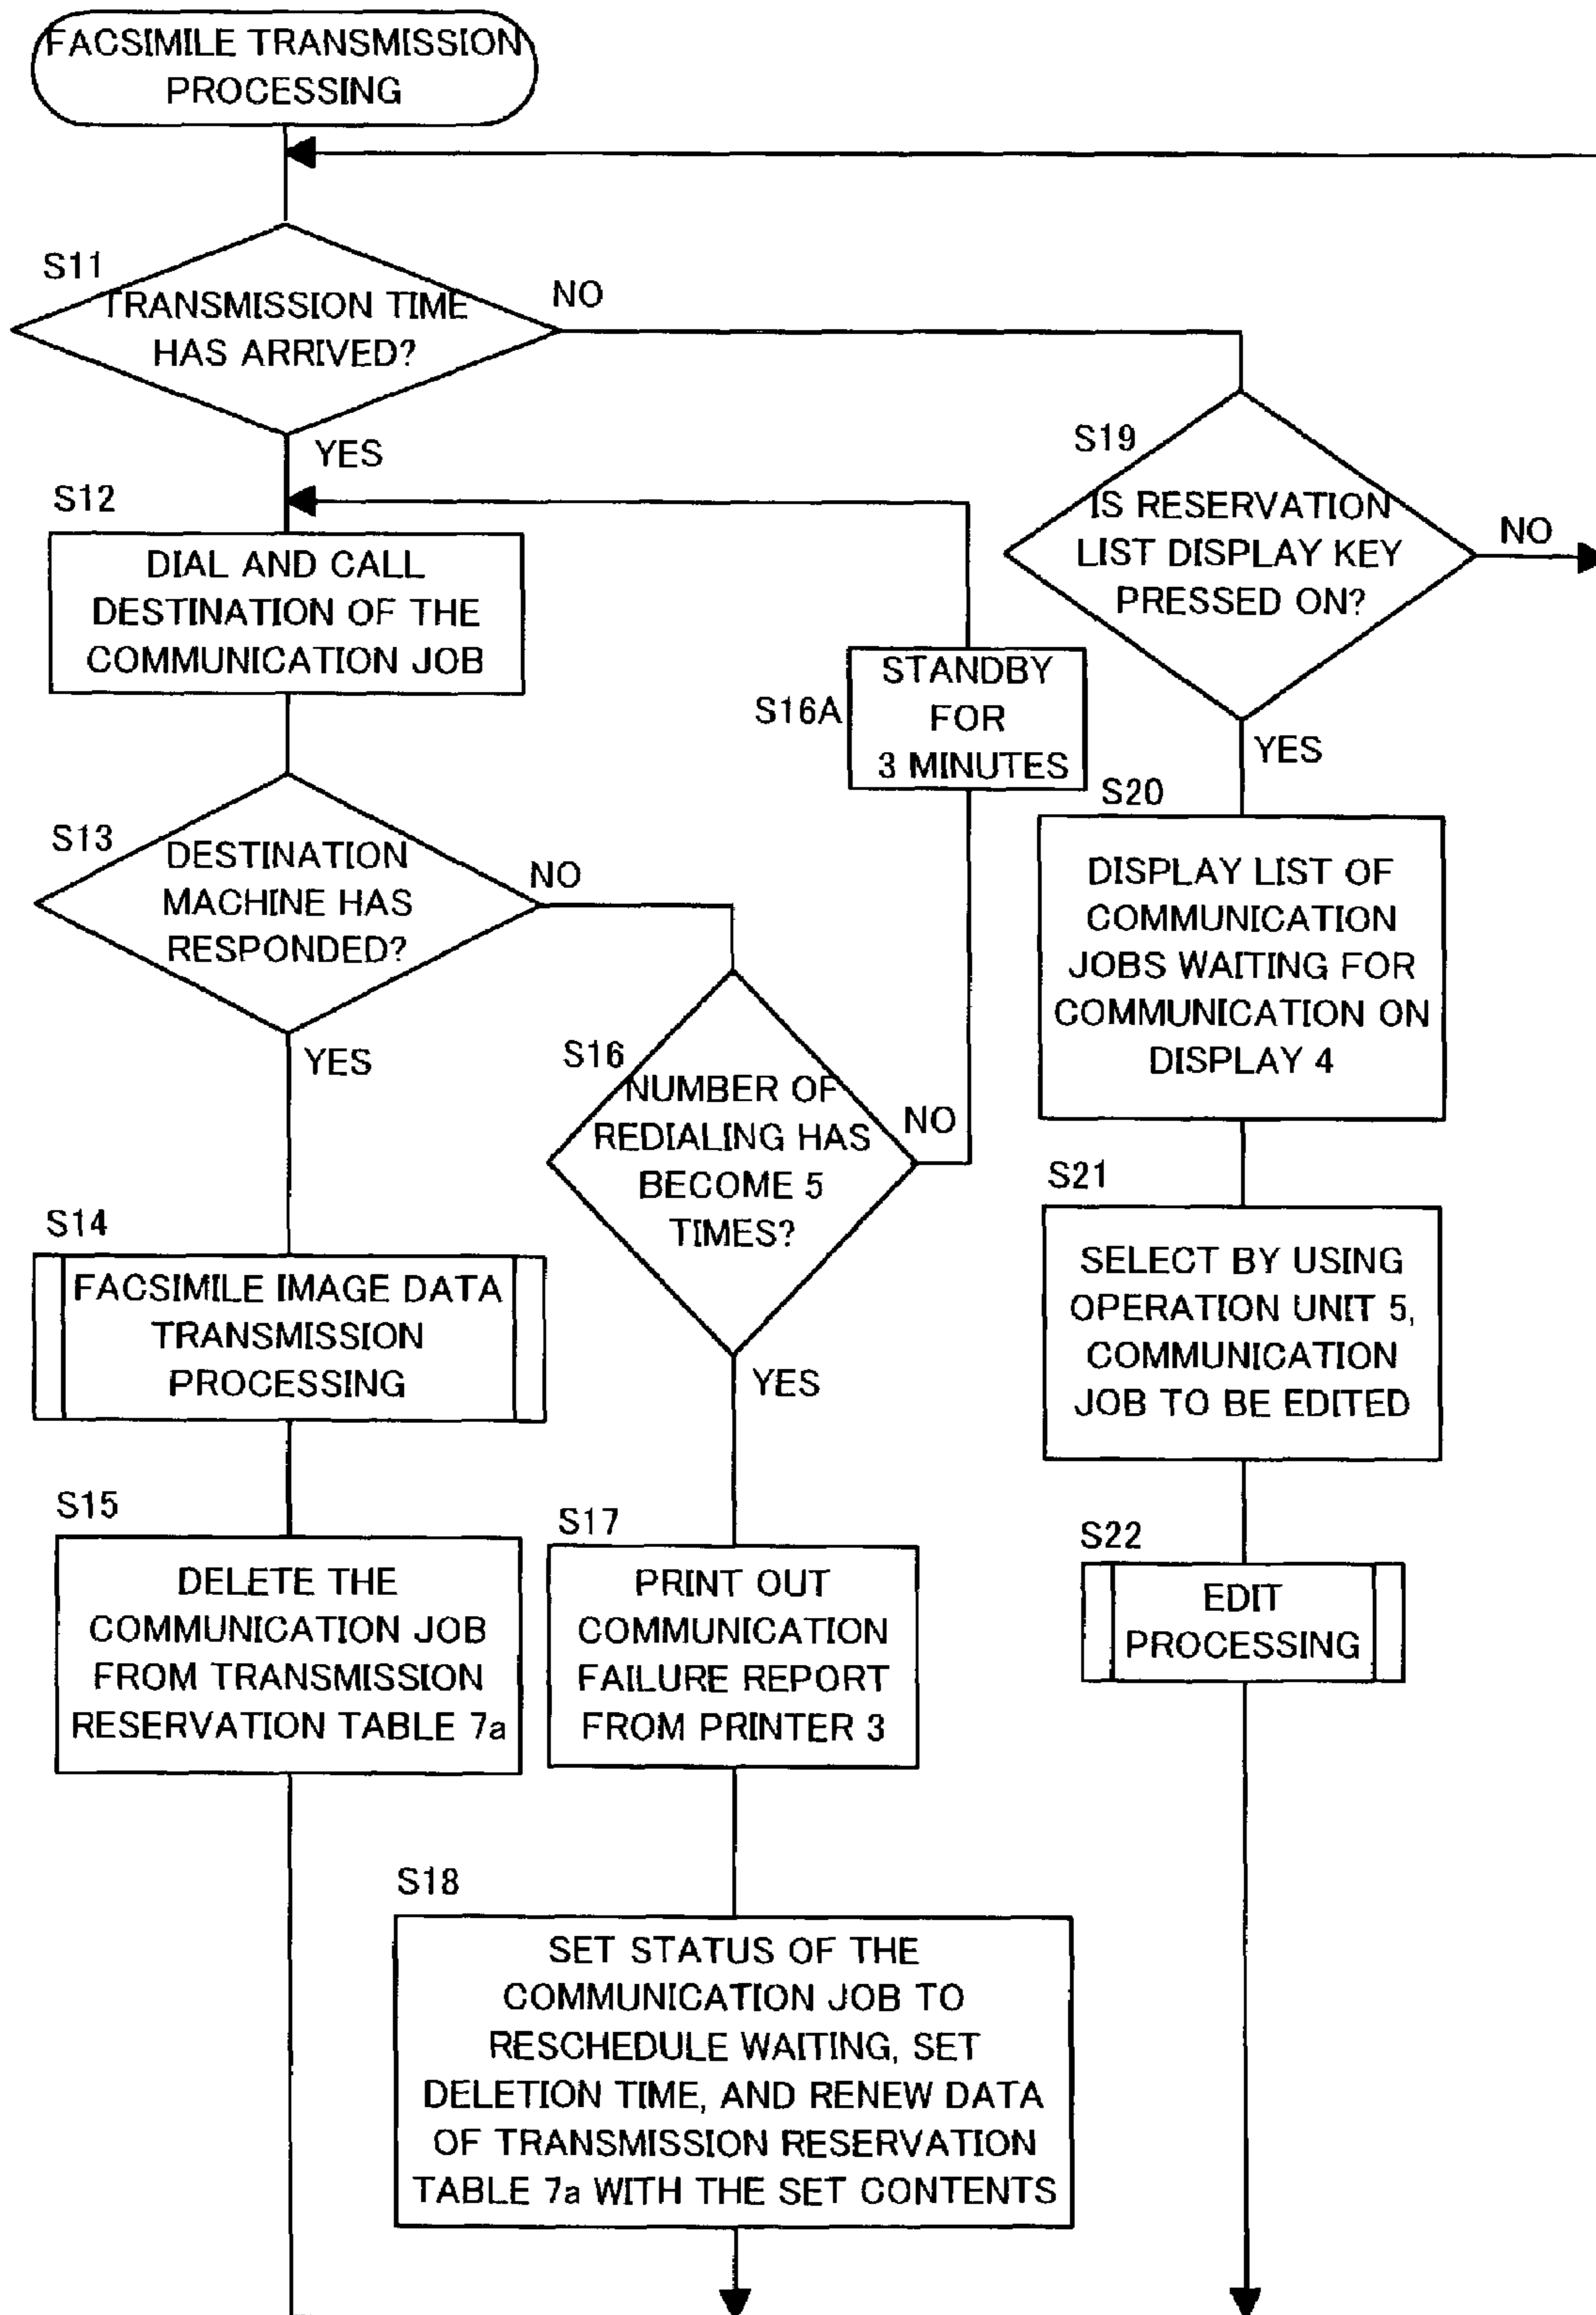 FACSIMILE TRANSMISSION
PROCESSING
S11
TRANSMISSION TIME
HAS ARRIVED?
NO
YES
S12
DIAL AND CALL
DESTINATION OF THE
COMMUNICATION JOB
S13
DESTINATION
MACHINE HAS
RESPONDED?
NO
YES
S14
FACSIMILE IMAGE DATA
TRANSMISSION
PROCESSING
S15
DELETE THE
COMMUNICATION JOB
FROM TRANSMISSION
RESERVATION TABLE 7a
S16
NUMBER OF
REDIALING HAS
BECOME 5
TIMES?
NO
YES
S16A
STANDBY
FOR
3 MINUTES
S17
PRINT OUT
COMMUNICATION
FAILURE REPORT
FROM PRINTER 3
S18
SET STATUS OF THE
COMMUNICATION JOB TO
RESCHEDULE WAITING, SET
DELETION TIME, AND RENEW DATA
OF TRANSMISSION RESERVATION
TABLE 7a WITH THE SET CONTENTS
S19
IS RESERVATION
LIST DISPLAY KEY
PRESSED ON?
NO
YES
S20
DISPLAY LIST OF
COMMUNICATION
JOBS WAITING FOR
COMMUNICATION ON
DISPLAY 4
S21
SELECT BY USING
OPERATION UNIT 5,
COMMUNICATION
JOB TO BE EDITED
S22
EDIT
PROCESSING